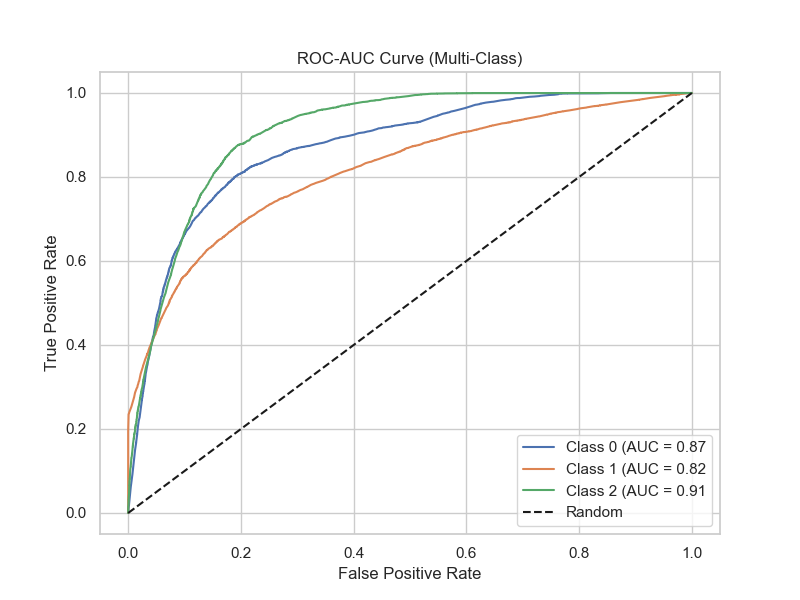 ROC-AUC Curve (Multi-Class)
True Positive Rate
1.0
0.8
0.6
0.4
0.2
0.0
Class 0 (AUC = 0.87
Class 1 (AUC = 0.82
Class 2 (AUC = 0.91
Random
0.0 0.2 0.4 0.6 0.8 1.0
False Positive Rate